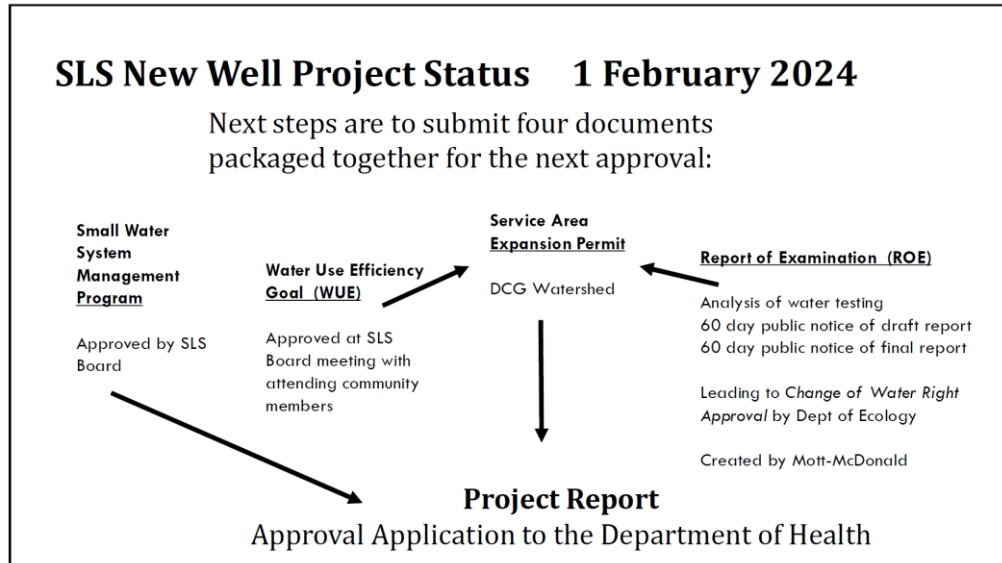 SLS New Well Project Status 1 February 2024
Next steps are to submit four documents
packaged together for the next approval:
Small Water
System
Management
Program
Approved by SLS
Board
Water Use Efficiency
Goal (WUE)
Approved at SLS
Board meeting with
attending community
members
Service Area
Expansion Permit
DCG Watershed
Report of Examination (ROE)
Analysis of water testing
60 day public notice of draft report
60 day public notice of final report
Leading to Change of Water Right
Approval by Dept of Ecology
Created by Mott-McDonald
Project Report
Approval Application to the Department of Health